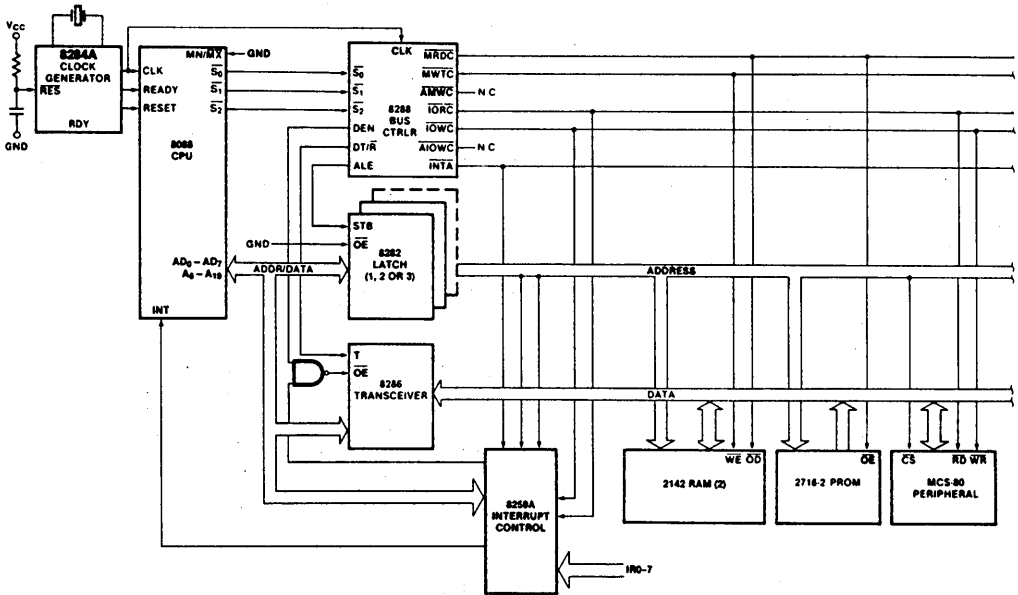 VCC
GND
8284A
CLOCK
GENERATOR
RES
RDY
MN/MX
GND
CLK
READY
RESET
S0
S1
S2
8088
CPU
AD0 – AD7
A8 – A19
INT
CLK
S0
S1
S2
DEN
DT/R
ALE
8288
BUS
CTRLR
MRDC
MWTC
AMWC
IORC
IOWC
AIOWC
INTA
N C
N C
STB
OE
GND
8282
LATCH
(1, 2 OR 3)
ADDR/DATA
ADDRESS
T
OE
8286
TRANSCEIVER
DATA
8259A
INTERRUPT
CONTROL
IR0-7
WE OD
2142 RAM (2)
OE
2716-2 PROM
CS
RD WR
MCS-80
PERIPHERAL